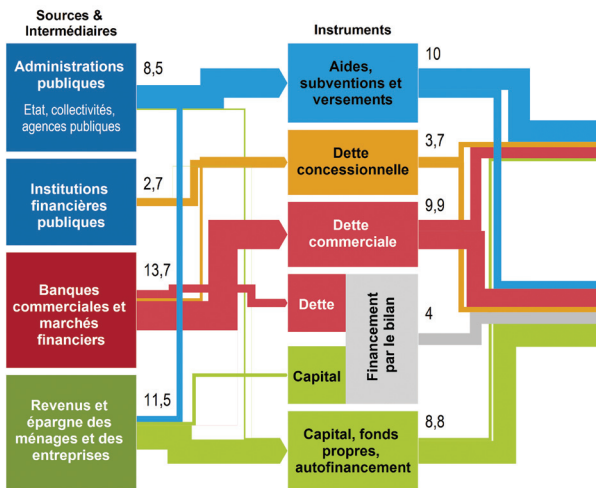 Sources &
Intermédiaires
Instruments
Administrations
publiques
Etat, collectivités,
agences publiques
8,5
Aides,
subventions et
versements
10
Institutions
financières
publiques
2,7
Dette
concessionnelle
3,7
Dette
commerciale
9,9
Banques
commerciales et
marchés
financiers
13,7
Dette
Capital
Financement
par le bilan
4
Revenus et
épargne des
ménages et des
entreprises
11,5
Capital, fonds
propres,
autofinancement
8,8